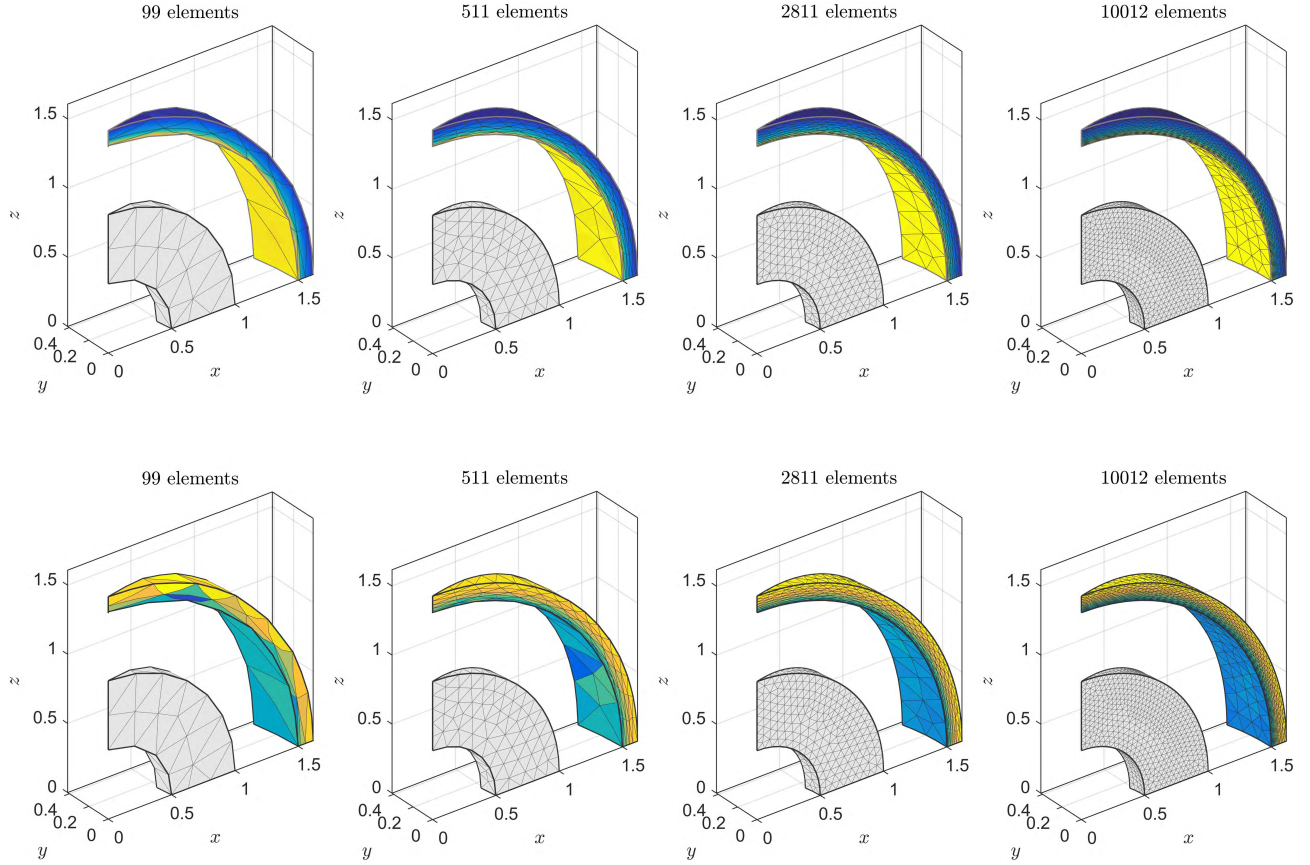 99 elements
511 elements
2811 elements
10012 elements
1.5 1.5 1.5 1.5
z z z z
1 1 1 1
0.5 0.5 0.5 0.5
0 1.5 0 1.5 0 1.5 0 1.5
0.4 1 0.4 1 0.4 1 0.4 1
0.2 0.5 0.2 0.5 0.2 0.5 0.2 0.5
0 0 x 0 0 x 0 0 x 0 0 x
y y y y
99 elements
511 elements
2811 elements
10012 elements
1.5 1.5 1.5 1.5
z z z z
1 1 1 1
0.5 0.5 0.5 0.5
0 1.5 0 1.5 0 1.5 0 1.5
0.4 1 0.4 1 0.4 1 0.4 1
0.2 0.5 0.2 0.5 0.2 0.5 0.2 0.5
0 0 x 0 0 x 0 0 x 0 0 x
y y y y